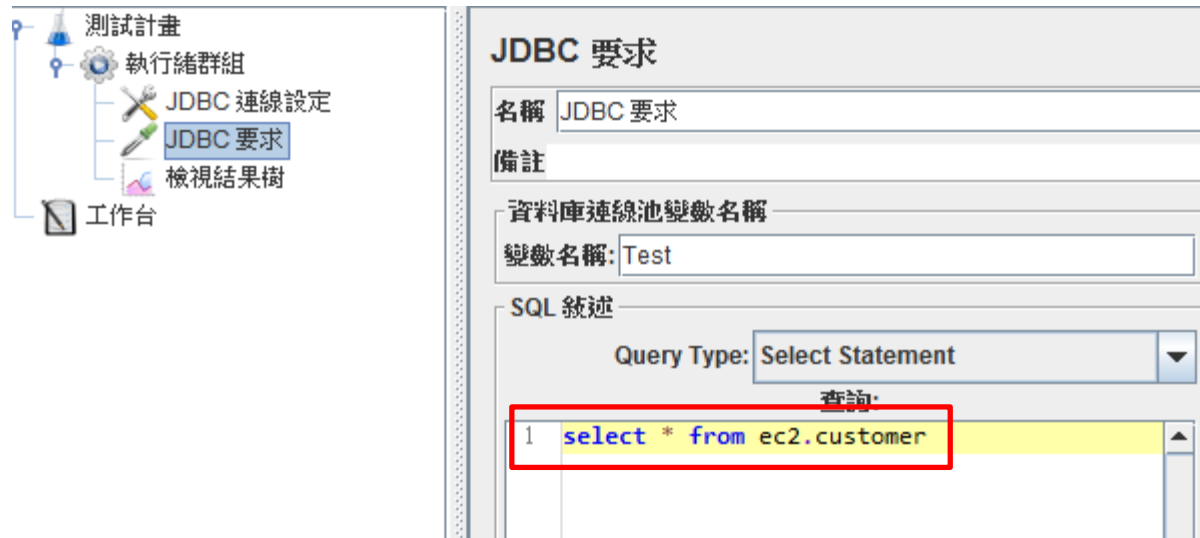 測試計畫
執行緒群組
JDBC 連線設定
JDBC 要求
檢視結果樹
工作台
JDBC 要求
名稱 JDBC 要求
備註
資料庫連線池變數名稱
變數名稱: Test
SQL 敘述
Query Type: Select Statement
查詢:
1 select * from ec2.customer